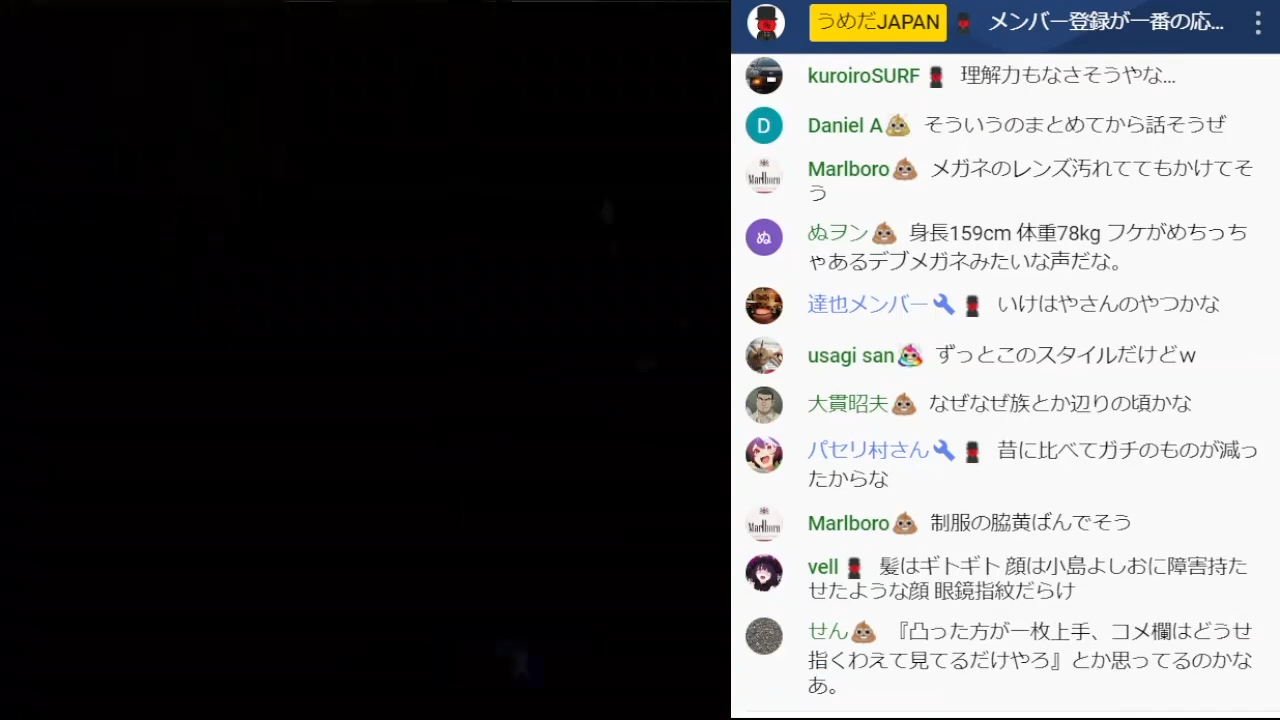 うめだJAPAN メンバー登録が一番の応...
kuroiroSURF 理解力もなさそうやな...
D Daniel A そういうのまとめてから話そうぜ
Marlboro メガネのレンズ汚れててもかけてそ
う
ぬ ぬヲン 身長159cm 体重78kg フケがめちっち
ゃあるデブメガネみたいな声だな。
達也メンバー いけはやさんのやつかな
usagi san ずっとこのスタイルだけどw
大貫昭夫 なぜなぜ族とか辺りの頃かな
パセリ村さん 昔に比べてガチのものが減っ
たからな
Marlboro 制服の脇黄ばんでそう
vell 髪はギトギト 顔は小島よしおに障害持た
せたような顔 眼鏡指紋だらけ
せん 『凸った方が一枚上手、コメ欄はどうせ
指くわえて見てるだけやろ』とか思ってるのかな
あ。